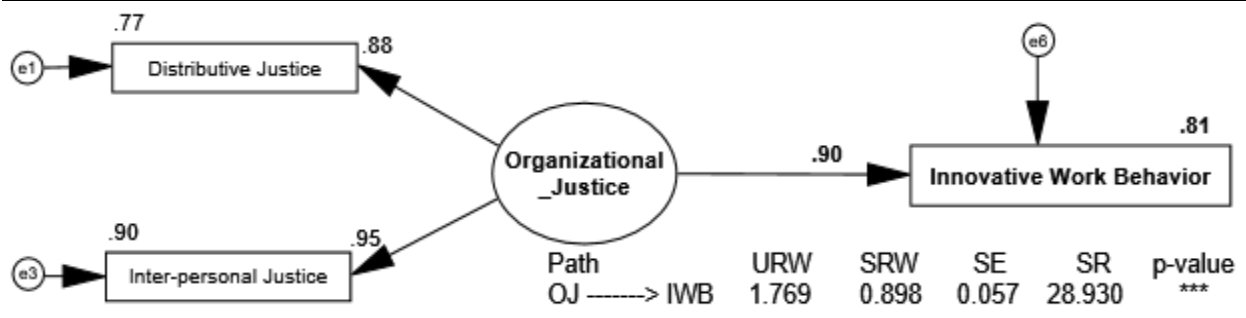 .77
.88
e1
Distributive Justice
e6
.81
Organizational
_Justice
.90
Innovative Work Behavior
.90
.95
e3
Inter-personal Justice
Path URW SRW SE SR p-value
OJ -------> IWB 1.769 0.898 0.057 28.930 ***